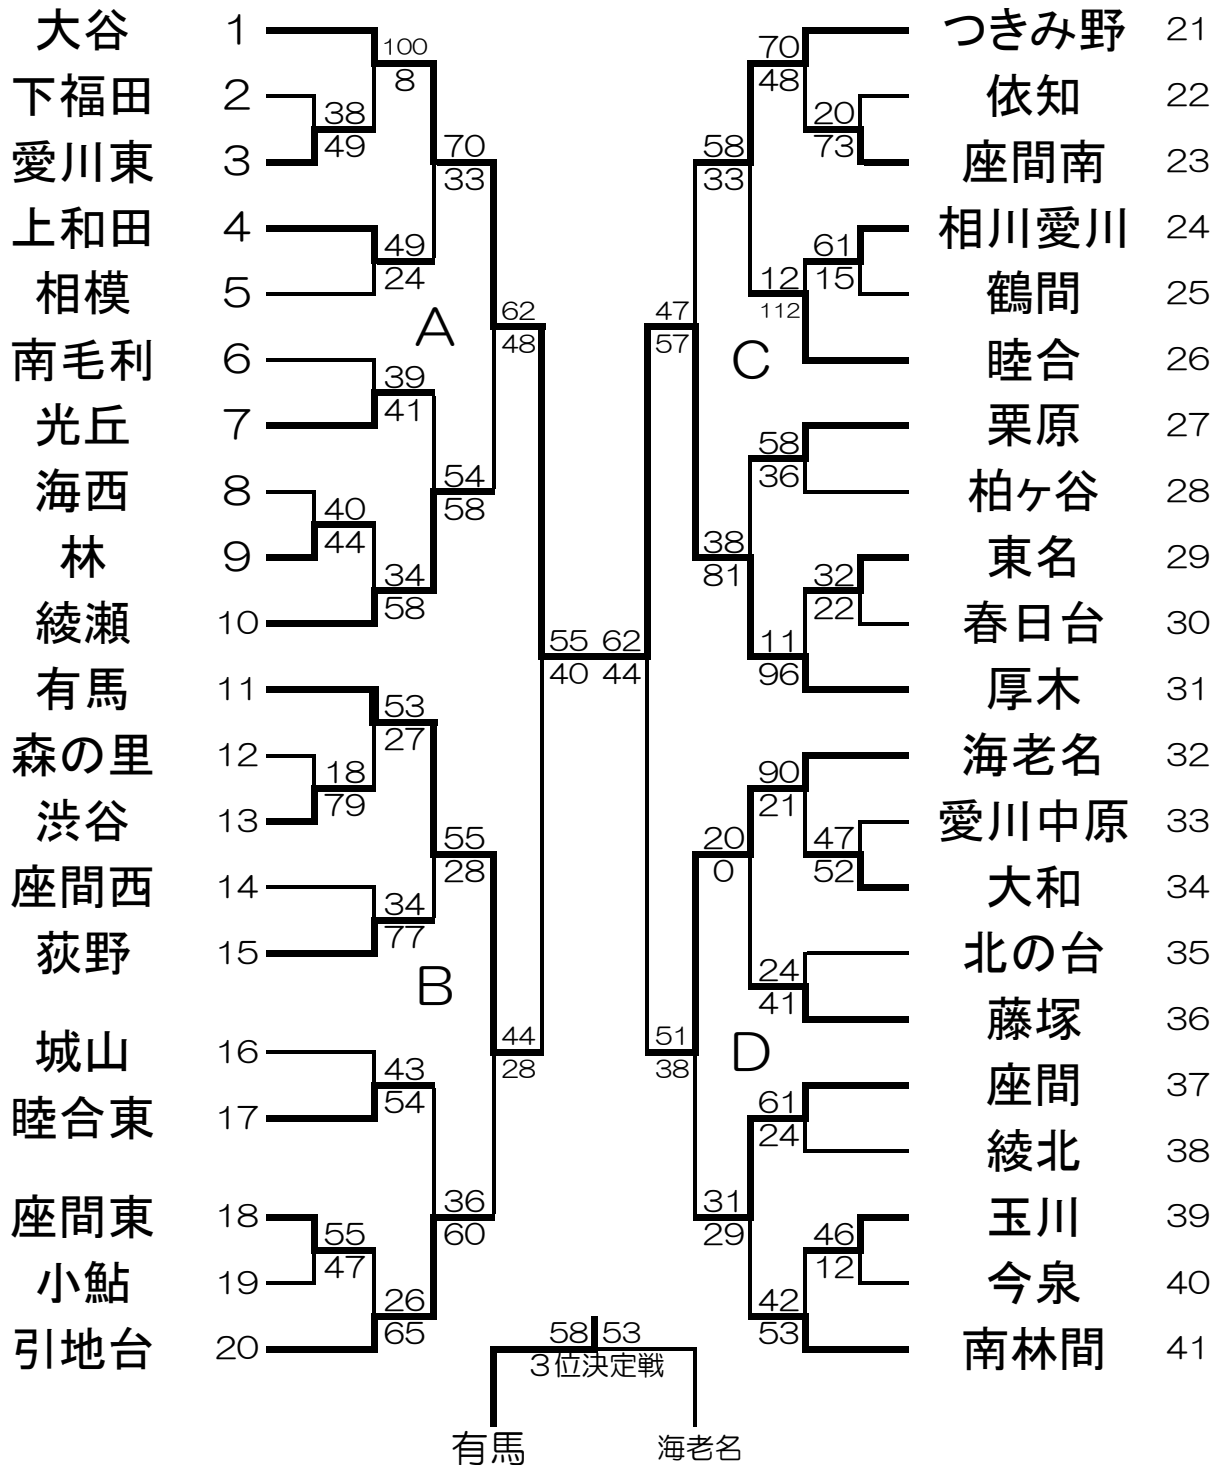 大谷 1
下福田 2
愛川東 3
上和田 4
相模 5
南毛利 6
光丘 7
海西 8
林 9
綾瀬 10
有馬 11
森の里 12
渋谷 13
座間西 14
荻野 15
城山 16
睦合東 17
座間東 18
小鮎 19
引地台 20
100
8
38
49
70
33
49
24
A
62
48
39
41
54
58
40
44
34
58
53
27
18
79
55
28
34
77
B
44
28
43
54
36
60
55
47
26
65
55 62
40 44
58 53
3位決定戦
有馬 海老名
70
48
20
73
58
33
61
15
12
112
47
57
C
58
36
38
81
32
22
11
96
90
21
47
52
20
0
24
41
51
38
D
61
24
31
29
46
12
42
53
つきみ野 21
依知 22
座間南 23
相川愛川 24
鶴間 25
睦合 26
栗原 27
柏ヶ谷 28
東名 29
春日台 30
厚木 31
海老名 32
愛川中原 33
大和 34
北の台 35
藤塚 36
座間 37
綾北 38
玉川 39
今泉 40
南林間 41